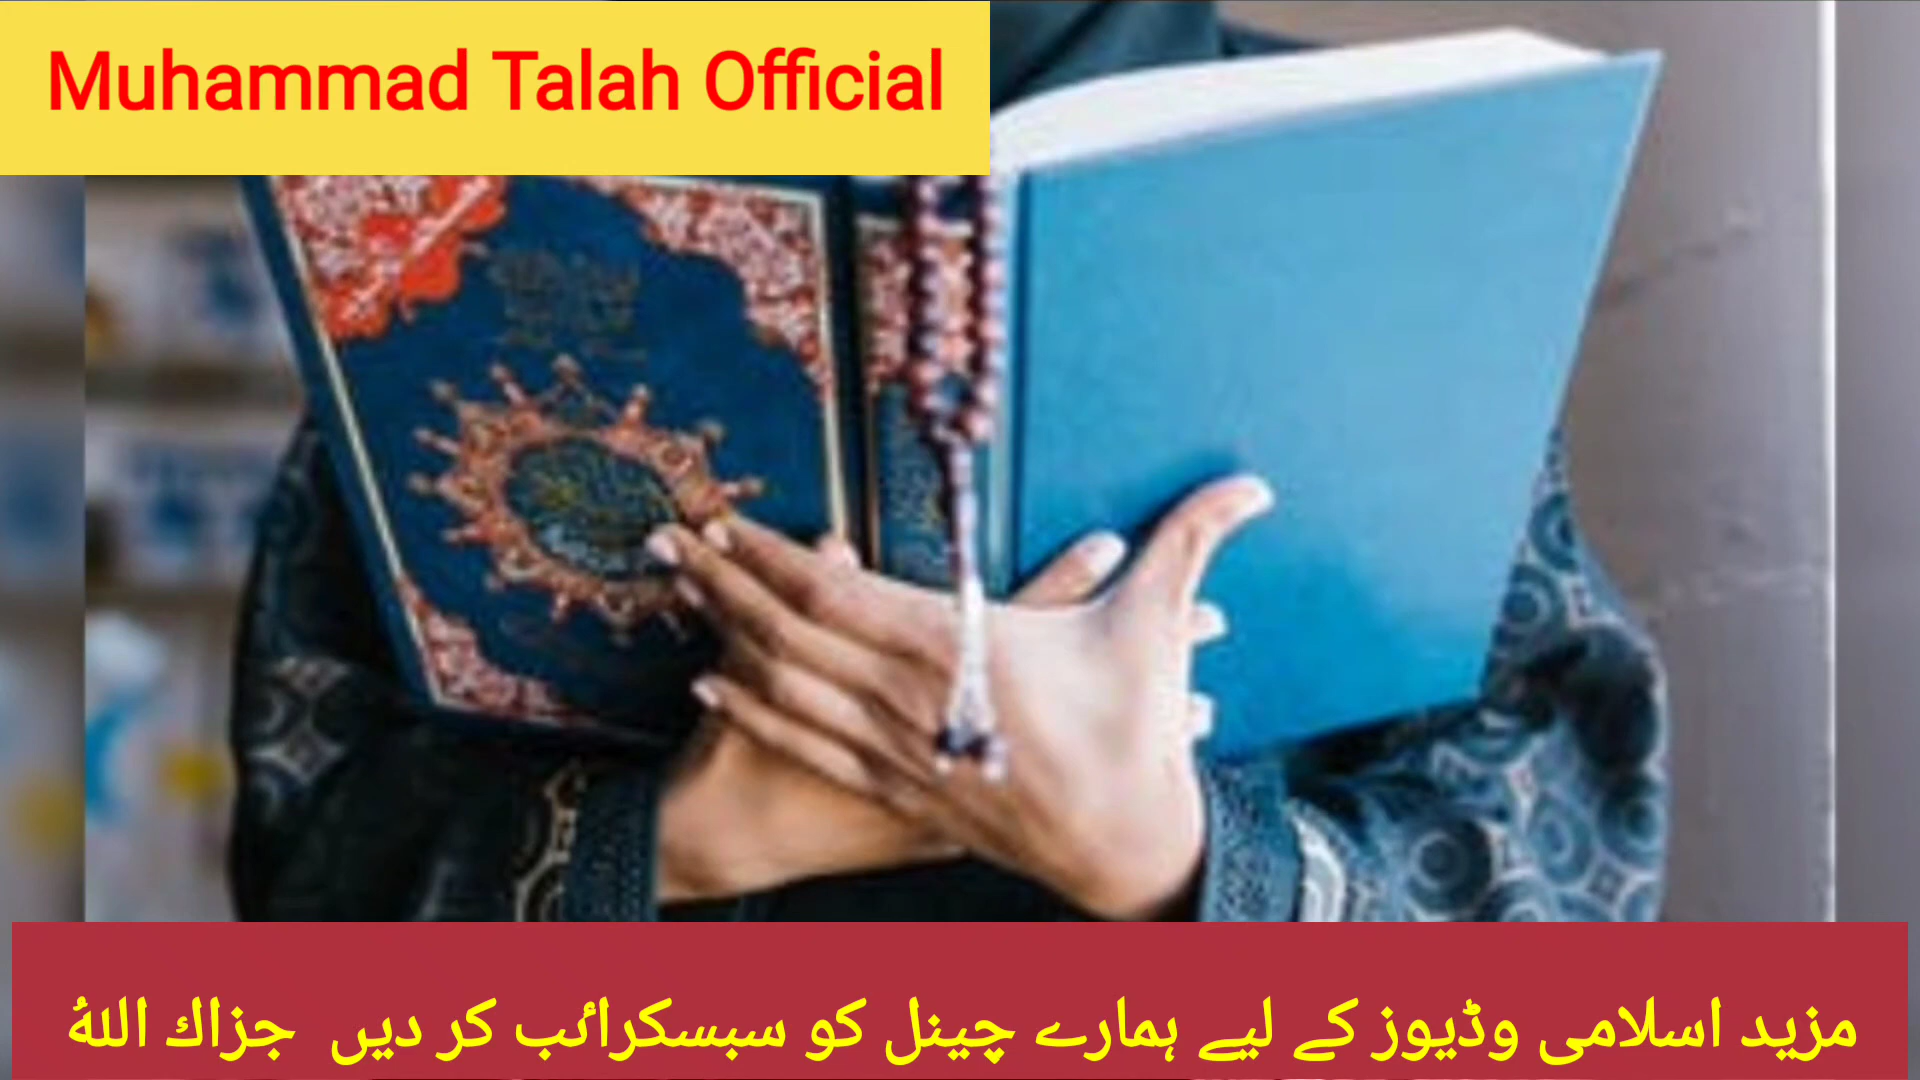 Muhammad Talah Official
مزید اسلامی وڈیوز کے لیے ہمارے چینل کو سبسکرائب کر دیں جزاك اللهُ